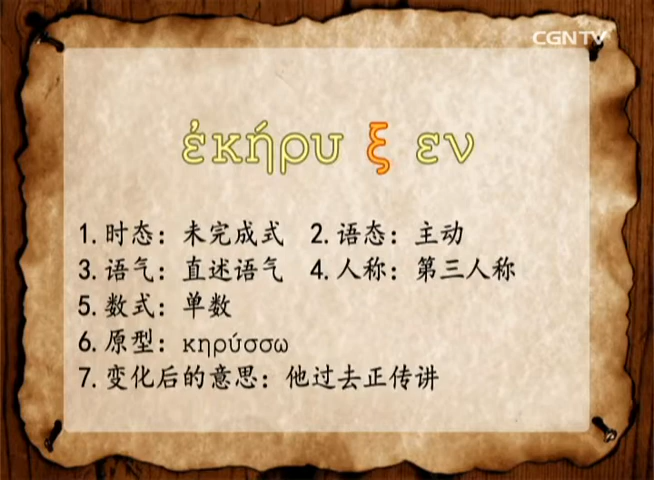 CGNTV
ἐκήρυ ξ εν
1.时态：未完成式 2.语态：主动
3.语气：直述语气 4.人称：第三人称
5.数式：单数
6.原型：κηρύσσω
7.变化后的意思：他过去正传讲